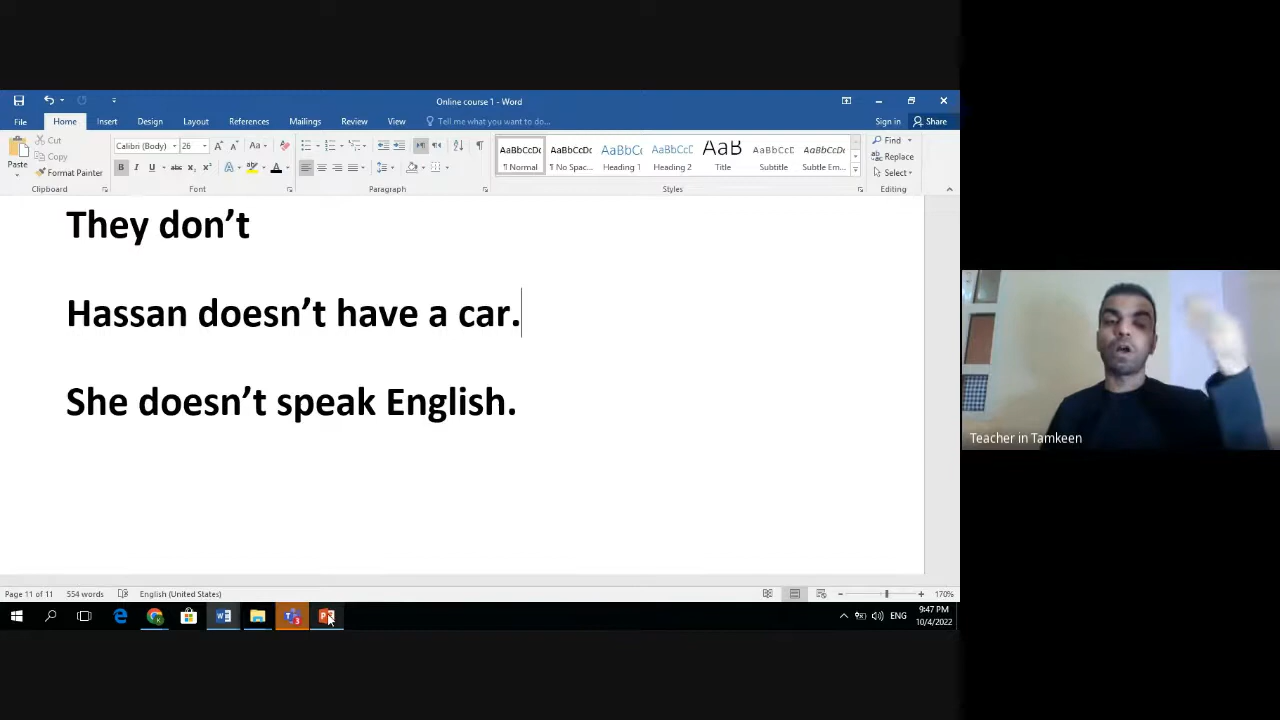 Online course 1 - Word
File Home Insert Design Layout References Mailings Review View Tell me what you want to do... Sign in Share
Cut
Copy
Format Painter
Paste
Clipboard
Calibri (Body) 26
Font
Paragraph
AaBbCcDc AaBbCcDc AaBbCc AaBbCcD AaB AaBbCcD AaBbCcDc
¶ Normal ¶ No Spac... Heading 1 Heading 2 Title Subtitle Subtle Em...
Styles
Find
Replace
Select
Editing
They don’t
Hassan doesn’t have a car.
She doesn’t speak English.
Teacher in Tamkeen
Page 11 of 11 554 words English (United States) 170%
ENG
9:47 PM
10/4/2022